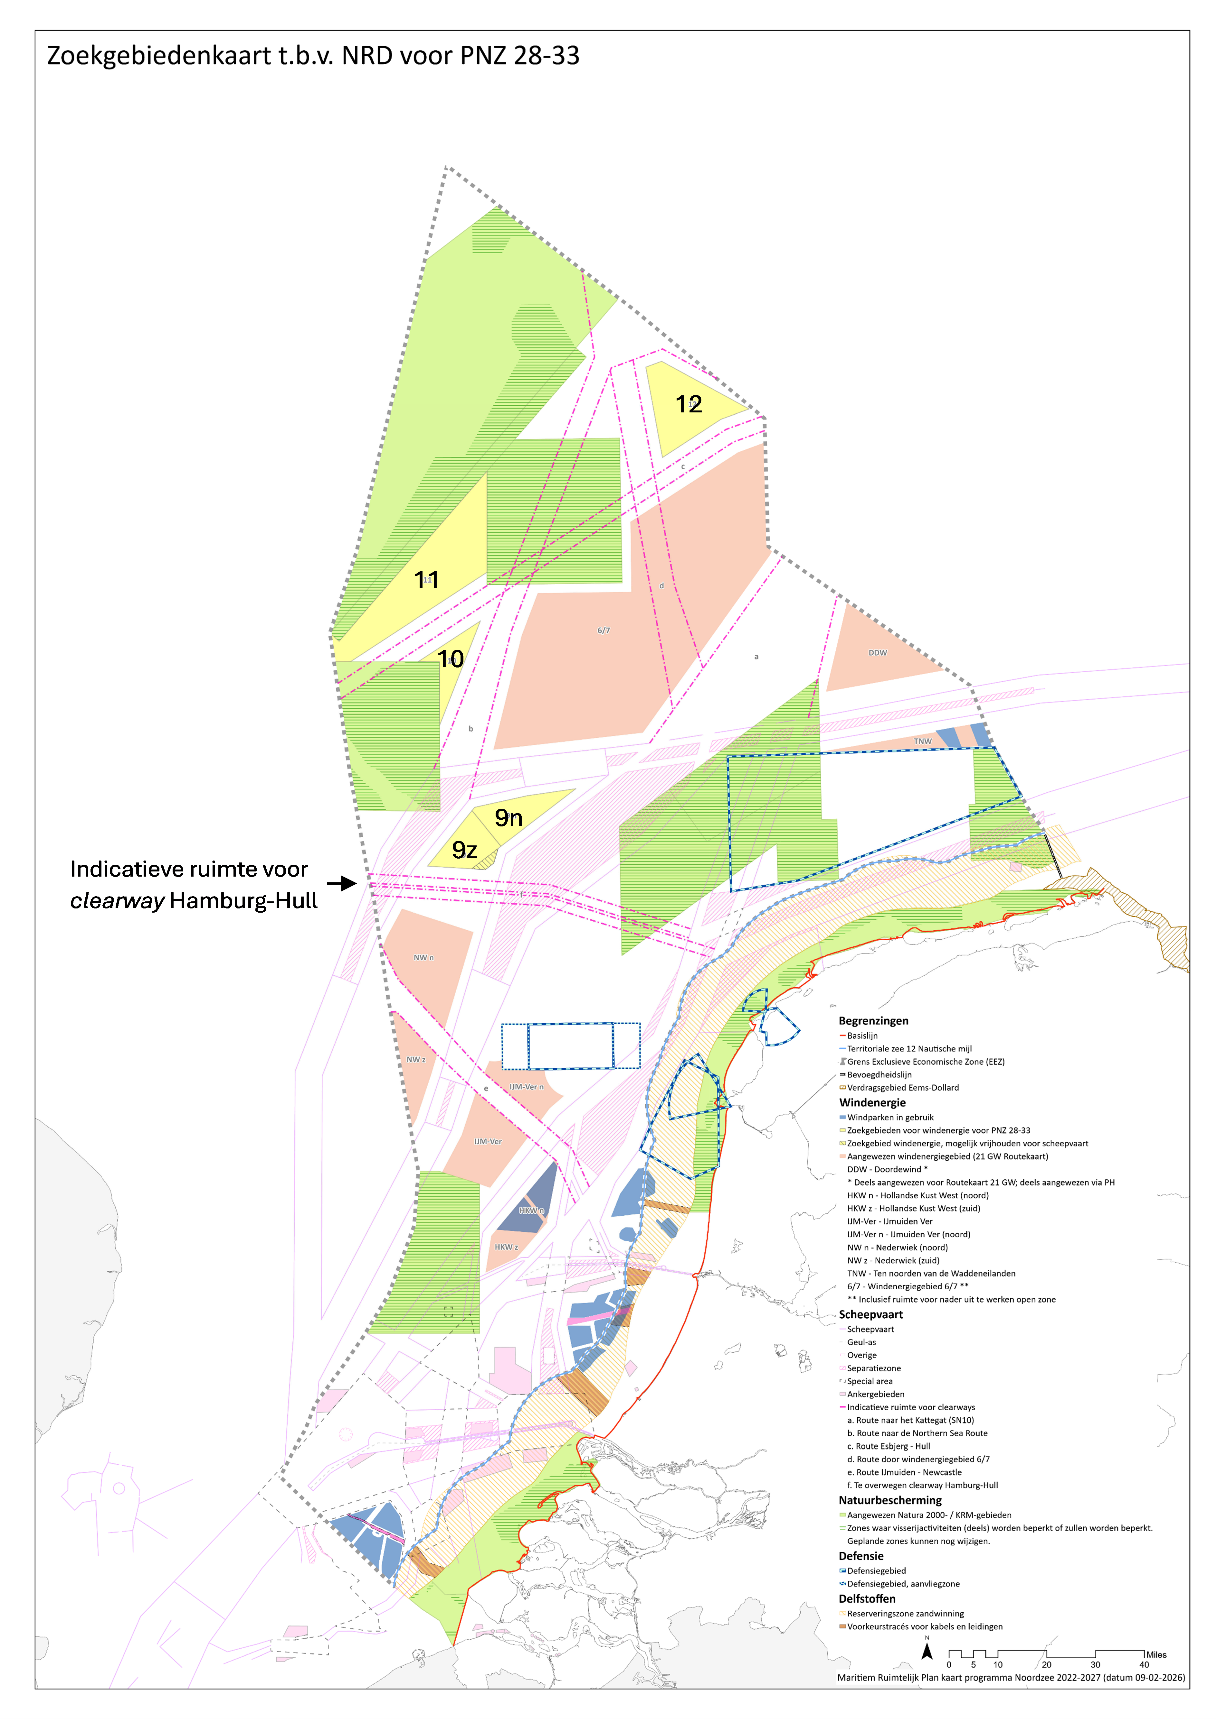 Zoekgebiedenkaart t.b.v. NRD voor PNZ 28-33
12
c
11
d
6/7
10
a
DDW
b
TNW
9n
9z
Indicatieve ruimte voor
clearway Hamburg-Hull
f
NW n
NW z
e
IJM-Ver n
IJM-Ver
HKW n
HKW z
Begrenzingen
Basislijn
Territoriale zee 12 Nautische mijl
Grens Exclusieve Economische Zone (EEZ)
Bevoegdheidslijn
Verdragsgebied Eems-Dollard
Windenergie
Windparken in gebruik
Zoekgebieden voor windenergie voor PNZ 28-33
Zoekgebied windenergie, mogelijk vrijhouden voor scheepvaart
Aangewezen windenergiegebied (21 GW Routekaart)
DDW - Doordewind *
* Deels aangewezen voor Routekaart 21 GW; deels aangewezen via PH
HKW n - Hollandse Kust West (noord)
HKW z - Hollandse Kust West (zuid)
IJM-Ver - IJmuiden Ver
IJM-Ver n - IJmuiden Ver (noord)
NW n - Nederwiek (noord)
NW z - Nederwiek (zuid)
TNW - Ten noorden van de Waddeneilanden
6/7 - Windenergiegebied 6/7 **
** Inclusief ruimte voor nader uit te werken open zone
Scheepvaart
Scheepvaart
Geul-as
Overige
Separatiezone
Special area
Ankergebieden
Indicatieve ruimte voor clearways
a. Route naar het Kattegat (SN10)
b. Route naar de Northern Sea Route
c. Route Esbjerg - Hull
d. Route door windenergiegebied 6/7
e. Route IJmuiden - Newcastle
f. Te overwegen clearway Hamburg-Hull
Natuurbescherming
Aangewezen Natura 2000- / KRM-gebieden
Zones waar visserijactiviteiten (deels) worden beperkt of zullen worden beperkt.
Geplande zones kunnen nog wijzigen.
Defensie
Defensiegebied
Defensiegebied, aanvliegzone
Delfstoffen
Reserveringszone zandwinning
Voorkeurstracés voor kabels en leidingen
N
Miles
0 5 10 20 30 40
Maritiem Ruimtelijk Plan kaart programma Noordzee 2022-2027 (datum 09-02-2026)